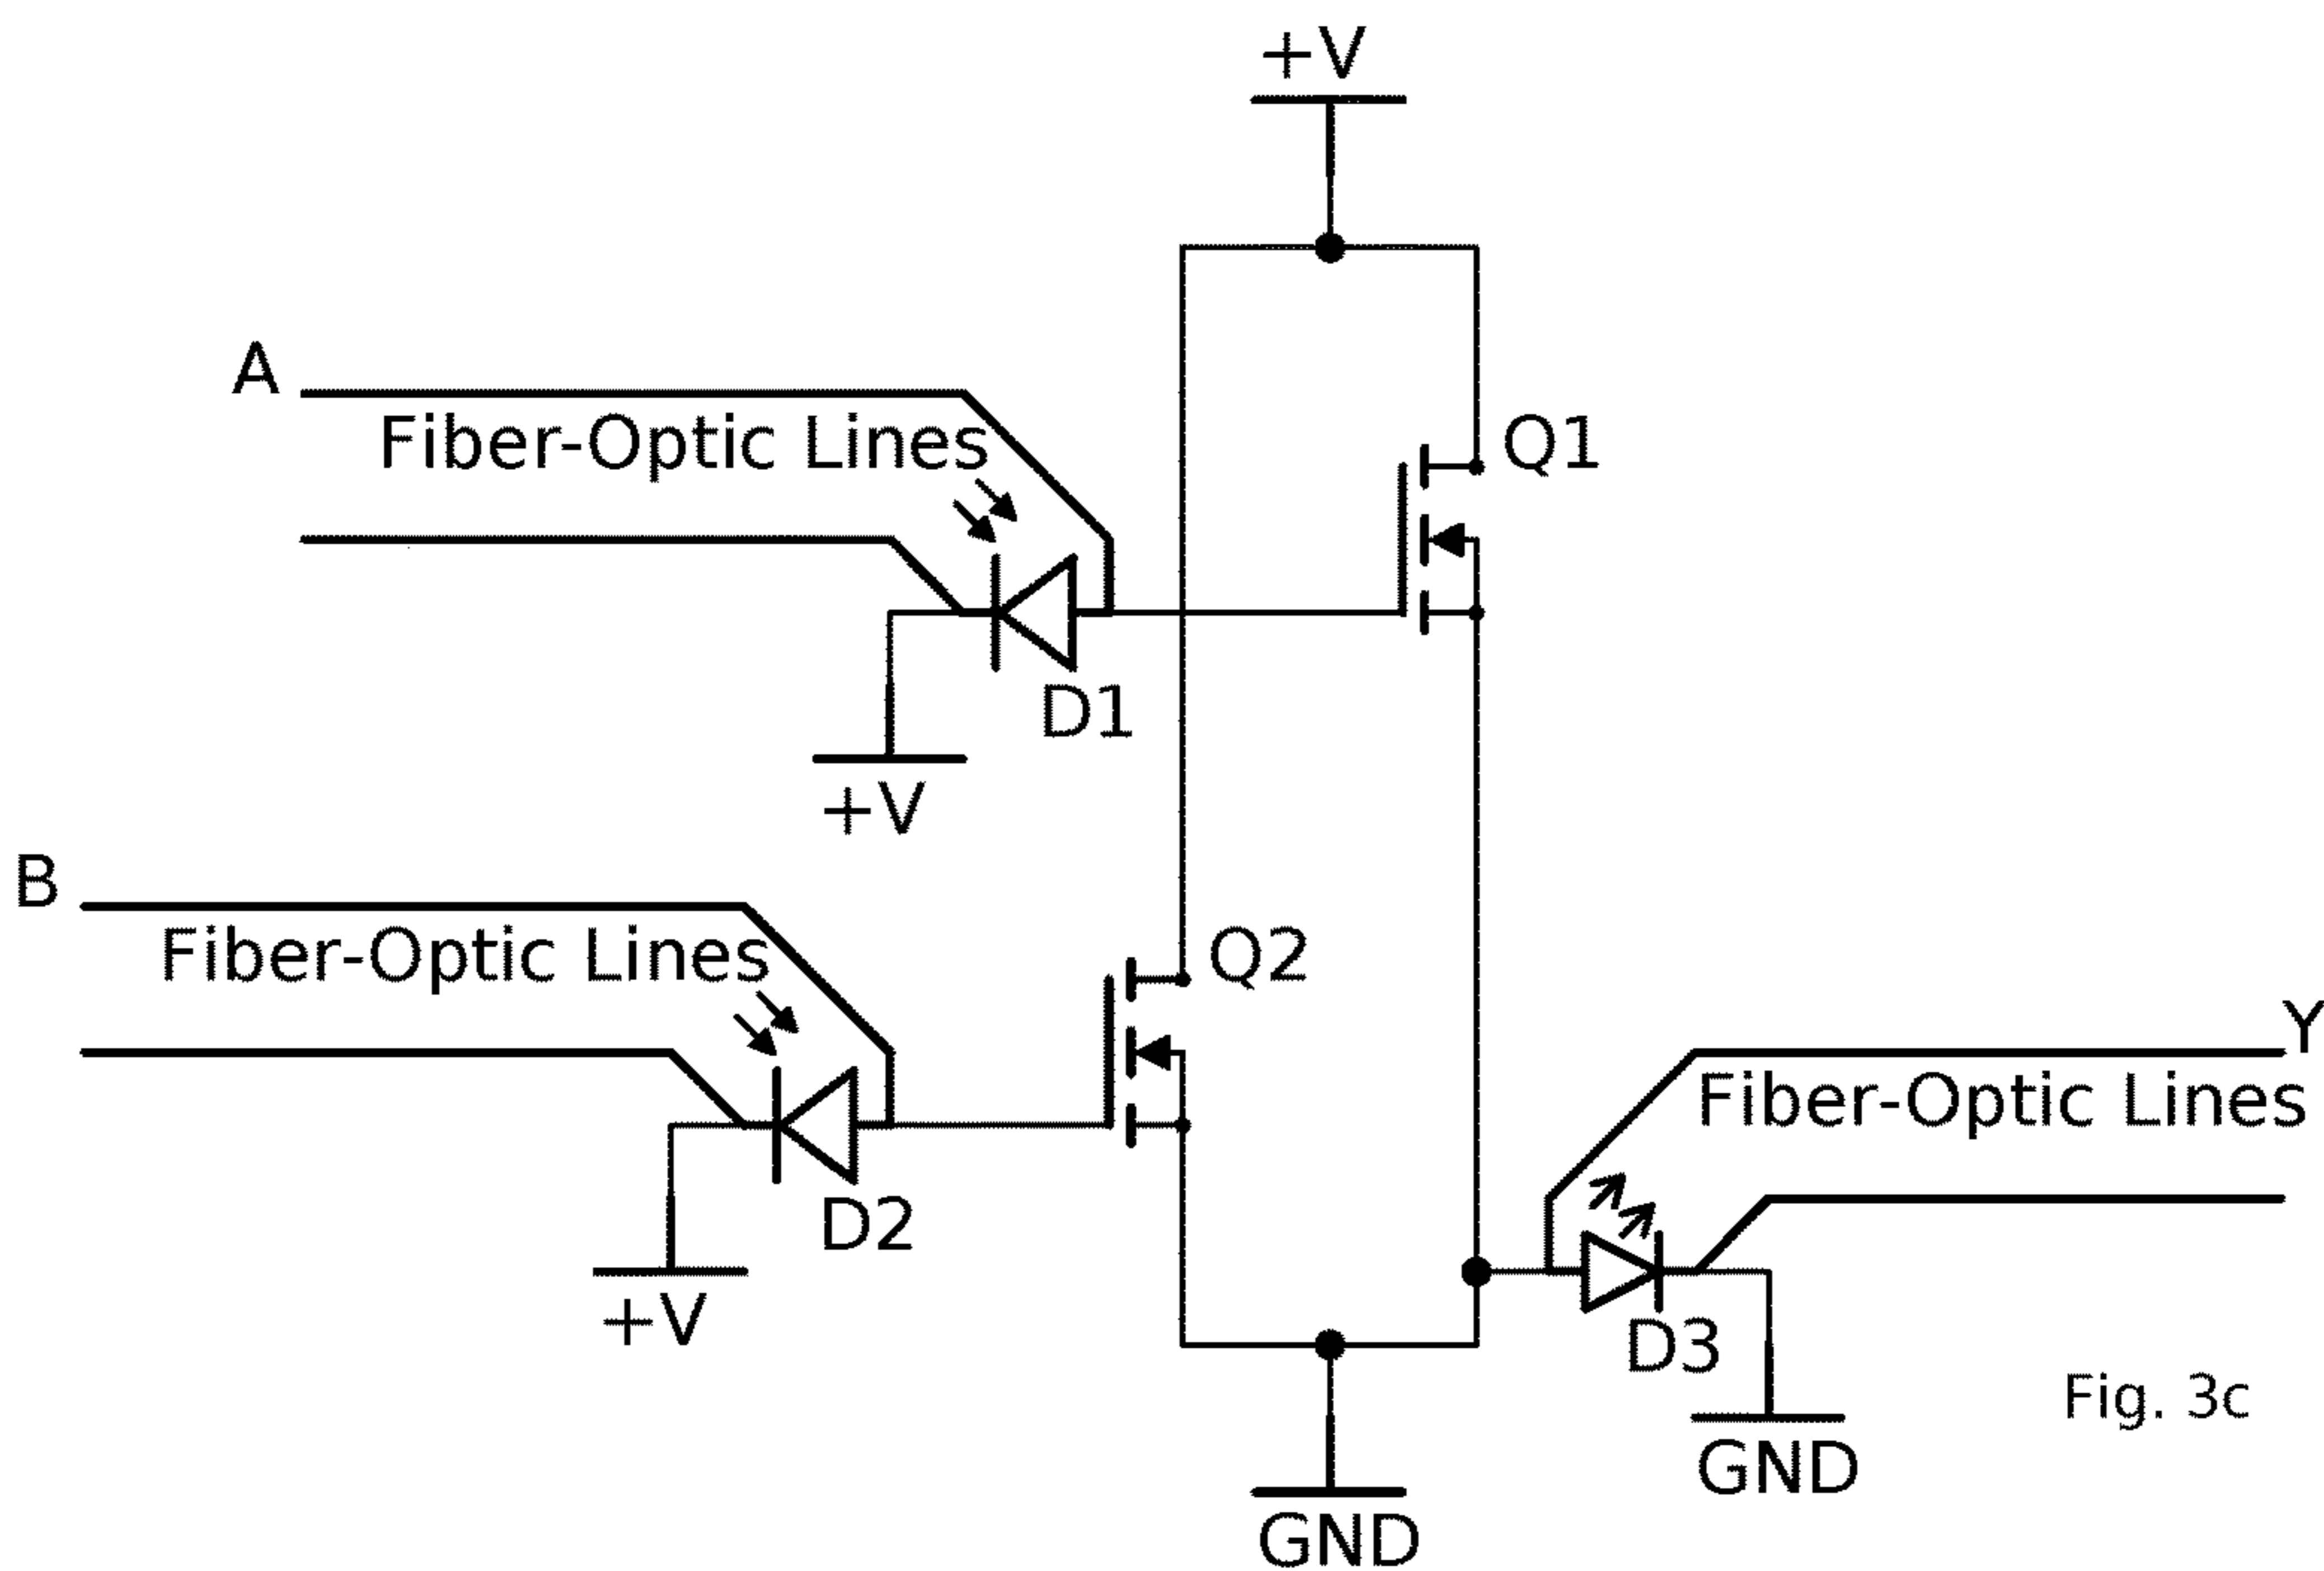 +V
A
Fiber-Optic Lines
Q1
D1
+V
B
Fiber-Optic Lines
Q2
Y
Fiber-Optic Lines
D2
+V
D3
Fig. 3c
GND
GND